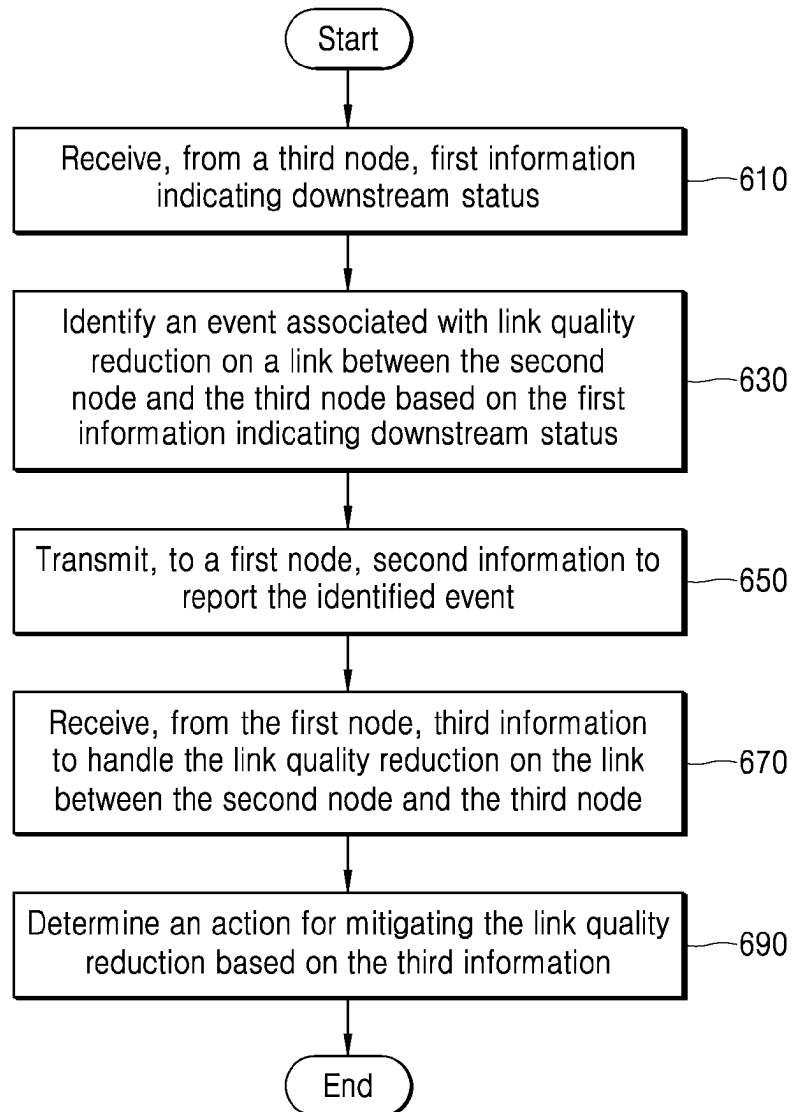 Start
Receive, from a third node, first information
indicating downstream status
610
Identify an event associated with link quality
reduction on a link between the second
node and the third node based on the first
information indicating downstream status
630
Transmit, to a first node, second information to
report the identified event
650
Receive, from the first node, third information
to handle the link quality reduction on the link
between the second node and the third node
670
Determine an action for mitigating the link quality
reduction based on the third information
690
End